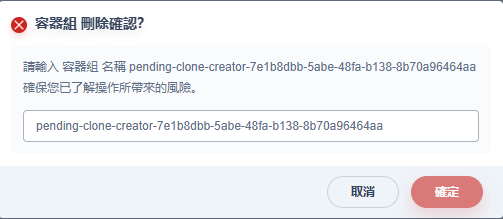 容器組 刪除確認?
請輸入 容器組 名稱 pending-clone-creator-7e1b8dbb-5abe-48fa-b138-8b70a96464aa
確保您已了解操作所帶來的風險。
pending-clone-creator-7e1b8dbb-5abe-48fa-b138-8b70a96464aa
取消
確定